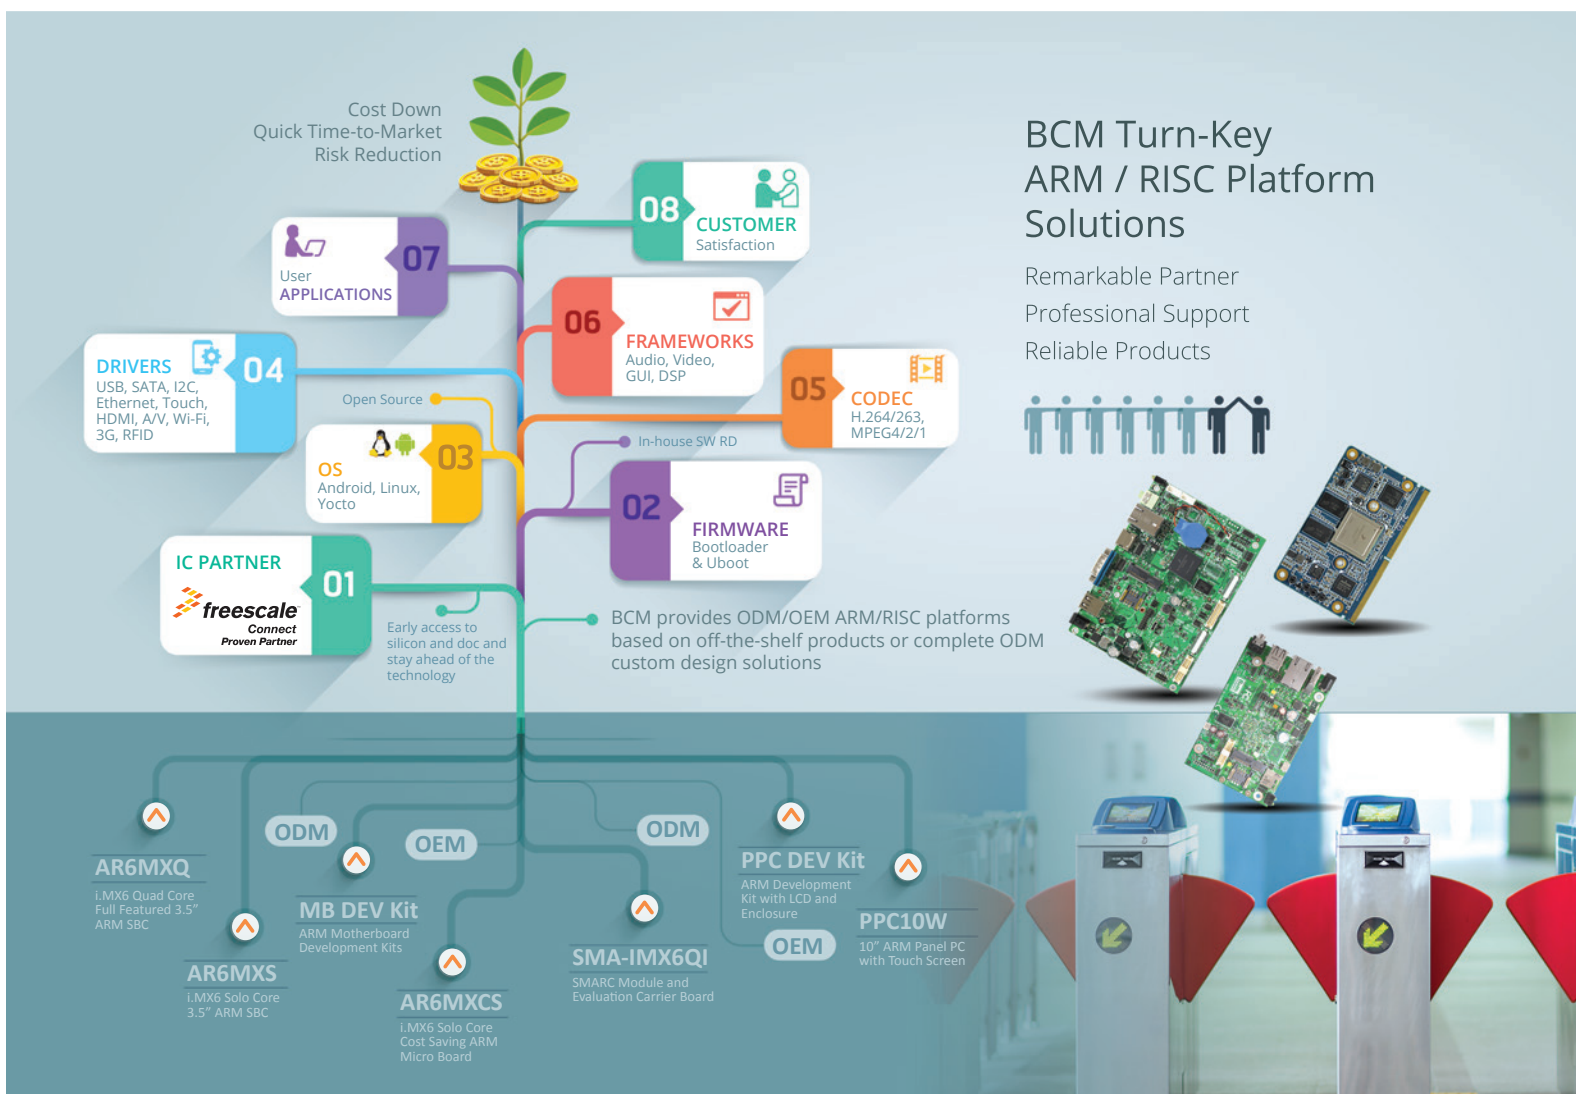 Cost Down
Quick Time-to-Market
Risk Reduction
BCM Turn-Key
ARM / RISC Platform
Solutions
Remarkable Partner
Professional Support
Reliable Products
08
CUSTOMER
Satisfaction
07
User
APPLICATIONS
06
FRAMEWORKS
Audio, Video,
GUI, DSP
04
DRIVERS
USB, SATA, I2C,
Ethernet, Touch,
HDMI, A/V, Wi-Fi,
3G, RFID
05
CODEC
H.264/263,
MPEG4/2/1
Open Source
03
OS
Android, Linux,
Yocto
In-house SW RD
02
FIRMWARE
Bootloader
& Uboot
IC PARTNER
01
freescale™
Connect
Proven Partner
Early access to
silicon and doc and
stay ahead of the
technology
BCM provides ODM/OEM ARM/RISC platforms
based on off-the-shelf products or complete ODM
custom design solutions
ODM
OEM
ODM
OEM
AR6MXQ
i.MX6 Quad Core
Full Featured 3.5”
ARM SBC
AR6MXS
i.MX6 Solo Core
3.5” ARM SBC
MB DEV Kit
ARM Motherboard
Development Kits
AR6MXCS
i.MX6 Solo Core
Cost Saving ARM
Micro Board
SMA-IMX6QI
SMARC Module and
Evaluation Carrier Board
PPC DEV Kit
ARM Development
Kit with LCD and
Enclosure
PPC10W
10” ARM Panel PC
with Touch Screen